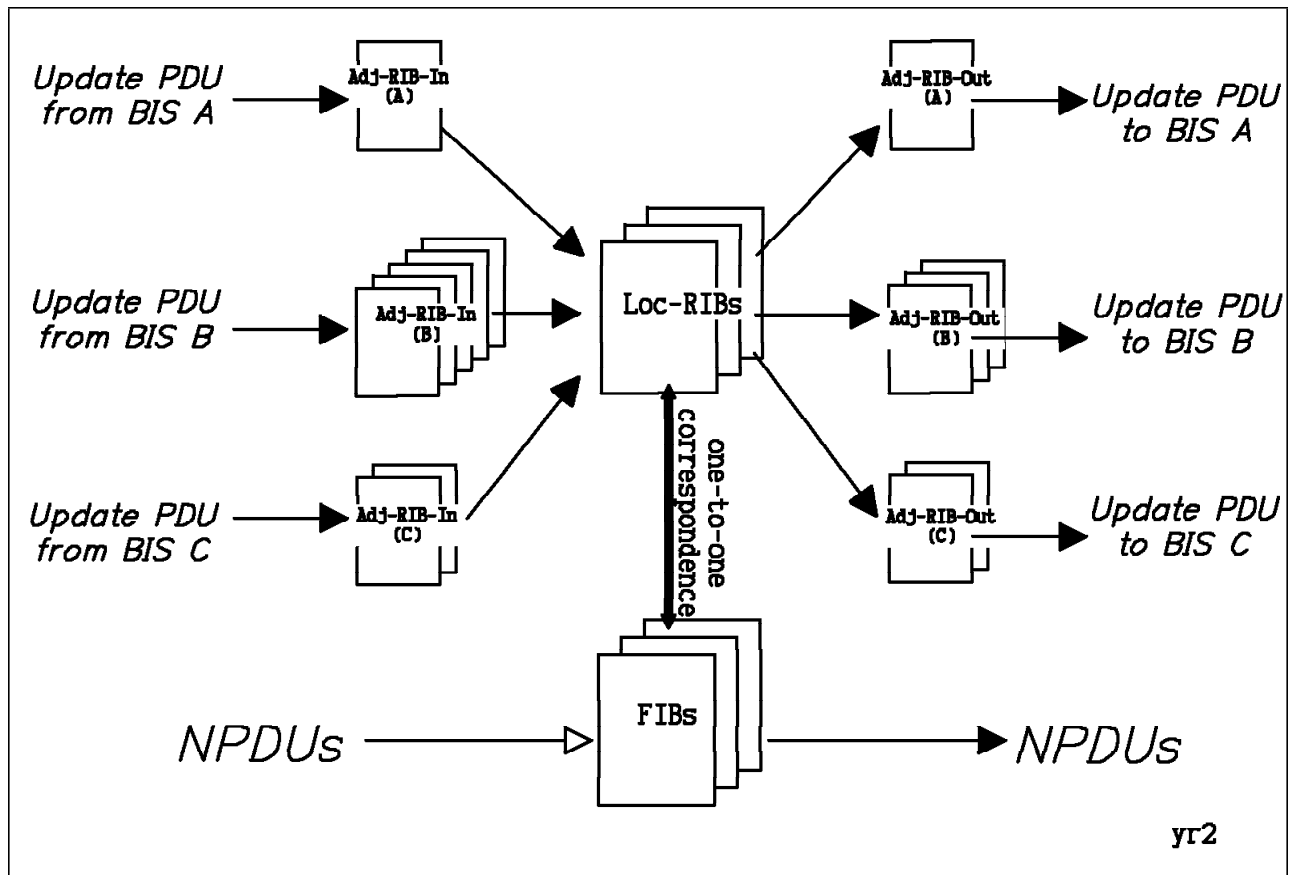 Update PDU
from BIS A
Adj-RIB-In
(A)
Adj-RIB-Out
(A)
Update PDU
to BIS A
Update PDU
from BIS B
Adj-RIB-In
(B)
Loc-RIBs
Adj-RIB-Out
(B)
Update PDU
to BIS B
one-to-one
correspondence
Update PDU
from BIS C
Adj-RIB-In
(C)
Adj-RIB-Out
(C)
Update PDU
to BIS C
NPDUs
FIBs
NPDUs
yr2